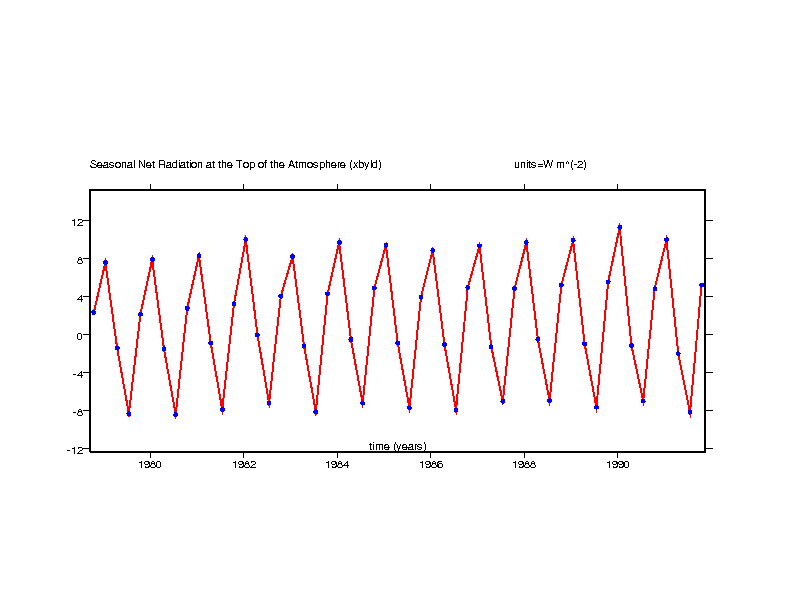 Seasonal Net Radiation at the Top of the Atmosphere (xbyld) units=W m^(-2)
12
8
4
0
-4
-8
-12
time (years)
1980 1982 1984 1986 1988 1990